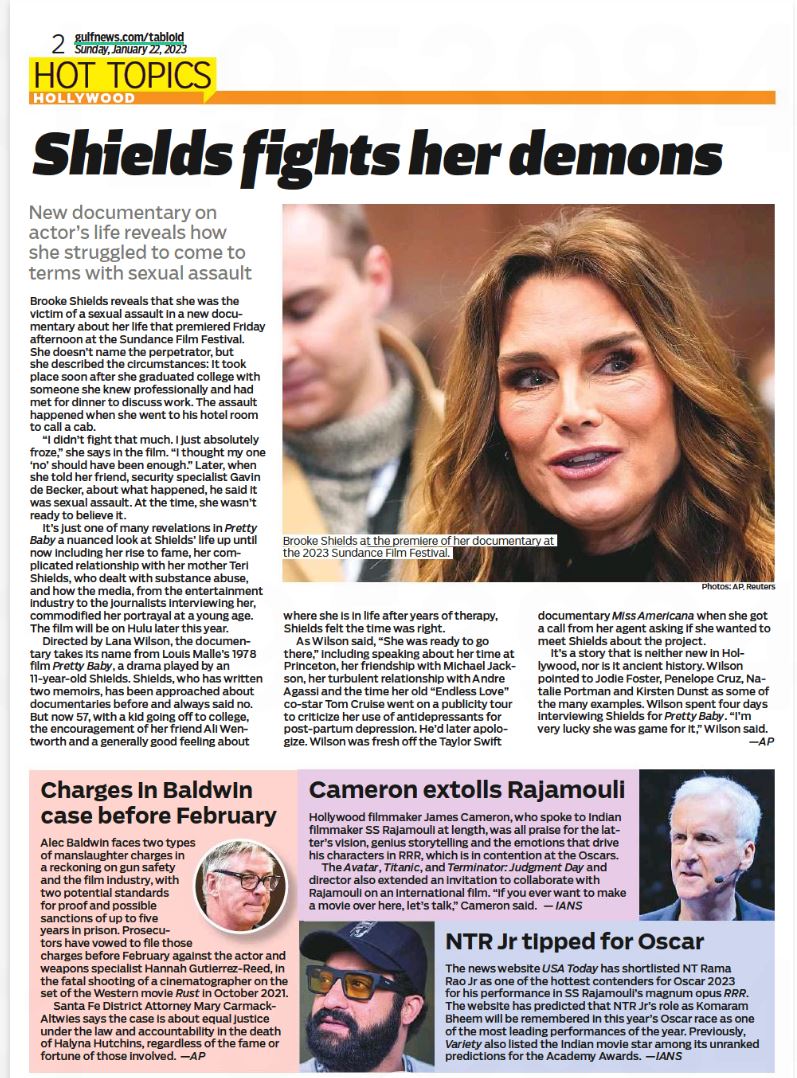 2
gulfnews.com/tabloid
Sunday, January 22, 2023
HOT TOPICS
HOLLYWOOD
Shields fights her demons
New documentary on
actor's life reveals how
she struggled to come to
terms with sexual assault
Brooke Shields reveals that she was the
victim of a sexual assault in a new docu-
mentary about her life that premiered Friday
afternoon at the Sundance Film Festival.
She doesn't name the perpetrator, but
she described the circumstances: It took
place soon after she graduated college with
someone she knew professionally and had
met for dinner to discuss work. The assault
happened when she went to his hotel room
to call a cab.
"I didn't fight that much. I just absolutely
froze," she says in the film. "I thought my one
'no' should have been enough." Later, when
she told her friend, security specialist Gavin
de Becker, about what happened, he said it
was sexual assault. At the time, she wasn't
ready to believe it.
It's just one of many revelations in Pretty
Baby a nuanced look at Shields' life up until
now including her rise to fame, her com-
plicated relationship with her mother Teri
Shields, who dealt with substance abuse,
and how the media, from the entertainment
industry to the journalists interviewing her,
commodified her portrayal at a young age.
The film will be on Hulu later this year.
Directed by Lana Wilson, the documen-
tary takes its name from Louis Malle's 1978
film Pretty Baby, a drama played by an
11-year-old Shields. Shields, who has written
two memoirs, has been approached about
documentaries before and always said no.
But now 57, with a kid going off to college,
the encouragement of her friend Ali Wen-
tworth and a generally good feeling about
Brooke Shields at the premiere of her documentary at
the 2023 Sundance Film Festival.
Photos: AP, Reuters
where she is in life after years of therapy,
Shields felt the time was right.
As Wilson said, "She was ready to go
there," including speaking about her time at
Princeton, her friendship with Michael Jack-
son, her turbulent relationship with Andre
Agassi and the time her old "Endless Love"
co-star Tom Cruise went on a publicity tour
to criticize her use of antidepressants for
post-partum depression. He'd later apolo-
gize. Wilson was fresh off the Taylor Swift
documentary Miss Americana when she got
a call from her agent asking if she wanted to
meet Shields about the project.
It's a story that is neither new in Hol-
lywood, nor is it ancient history. Wilson
pointed to Jodie Foster, Penelope Cruz, Na-
talie Portman and Kirsten Dunst as some of
the many examples. Wilson spent four days
interviewing Shields for Pretty Baby. "I'm
very lucky she was game for it," Wilson said.
—AP
Charges in Baldwin
case before February
Alec Baldwin faces two types
of manslaughter charges in
a reckoning on gun safety
and the film industry, with
two potential standards
for proof and possible
sanctions of up to five
years in prison. Prosecu-
tors have vowed to file those
charges before February against the actor and
weapons specialist Hannah Gutierrez-Reed, in
the fatal shooting of a cinematographer on the
set of the Western movie Rust in October 2021.
Santa Fe District Attorney Mary Carmack-
Altwies says the case is about equal justice
under the law and accountability in the death
of Halyna Hutchins, regardless of the fame or
fortune of those involved. —AP
Cameron extolls Rajamouli
Hollywood filmmaker James Cameron, who spoke to Indian
filmmaker SS Rajamouli at length, was all praise for the lat-
ter's vision, genius storytelling and the emotions that drive
his characters in RRR, which is in contention at the Oscars.
The Avatar, Titanic, and Terminator: Judgment Day and
director also extended an invitation to collaborate with
Rajamouli on an international film. "If you ever want to make
a movie over here, let's talk," Cameron said. —IANS
NTR Jr tipped for Oscar
The news website USA Today has shortlisted NT Rama
Rao Jr as one of the hottest contenders for Oscar 2023
for his performance in SS Rajamouli's magnum opus RRR.
The website has predicted that NTR Jr's role as Komaram
Bheem will be remembered in this year's Oscar race as one
of the most leading performances of the year. Previously,
Variety also listed the Indian movie star among its unranked
predictions for the Academy Awards. —IANS